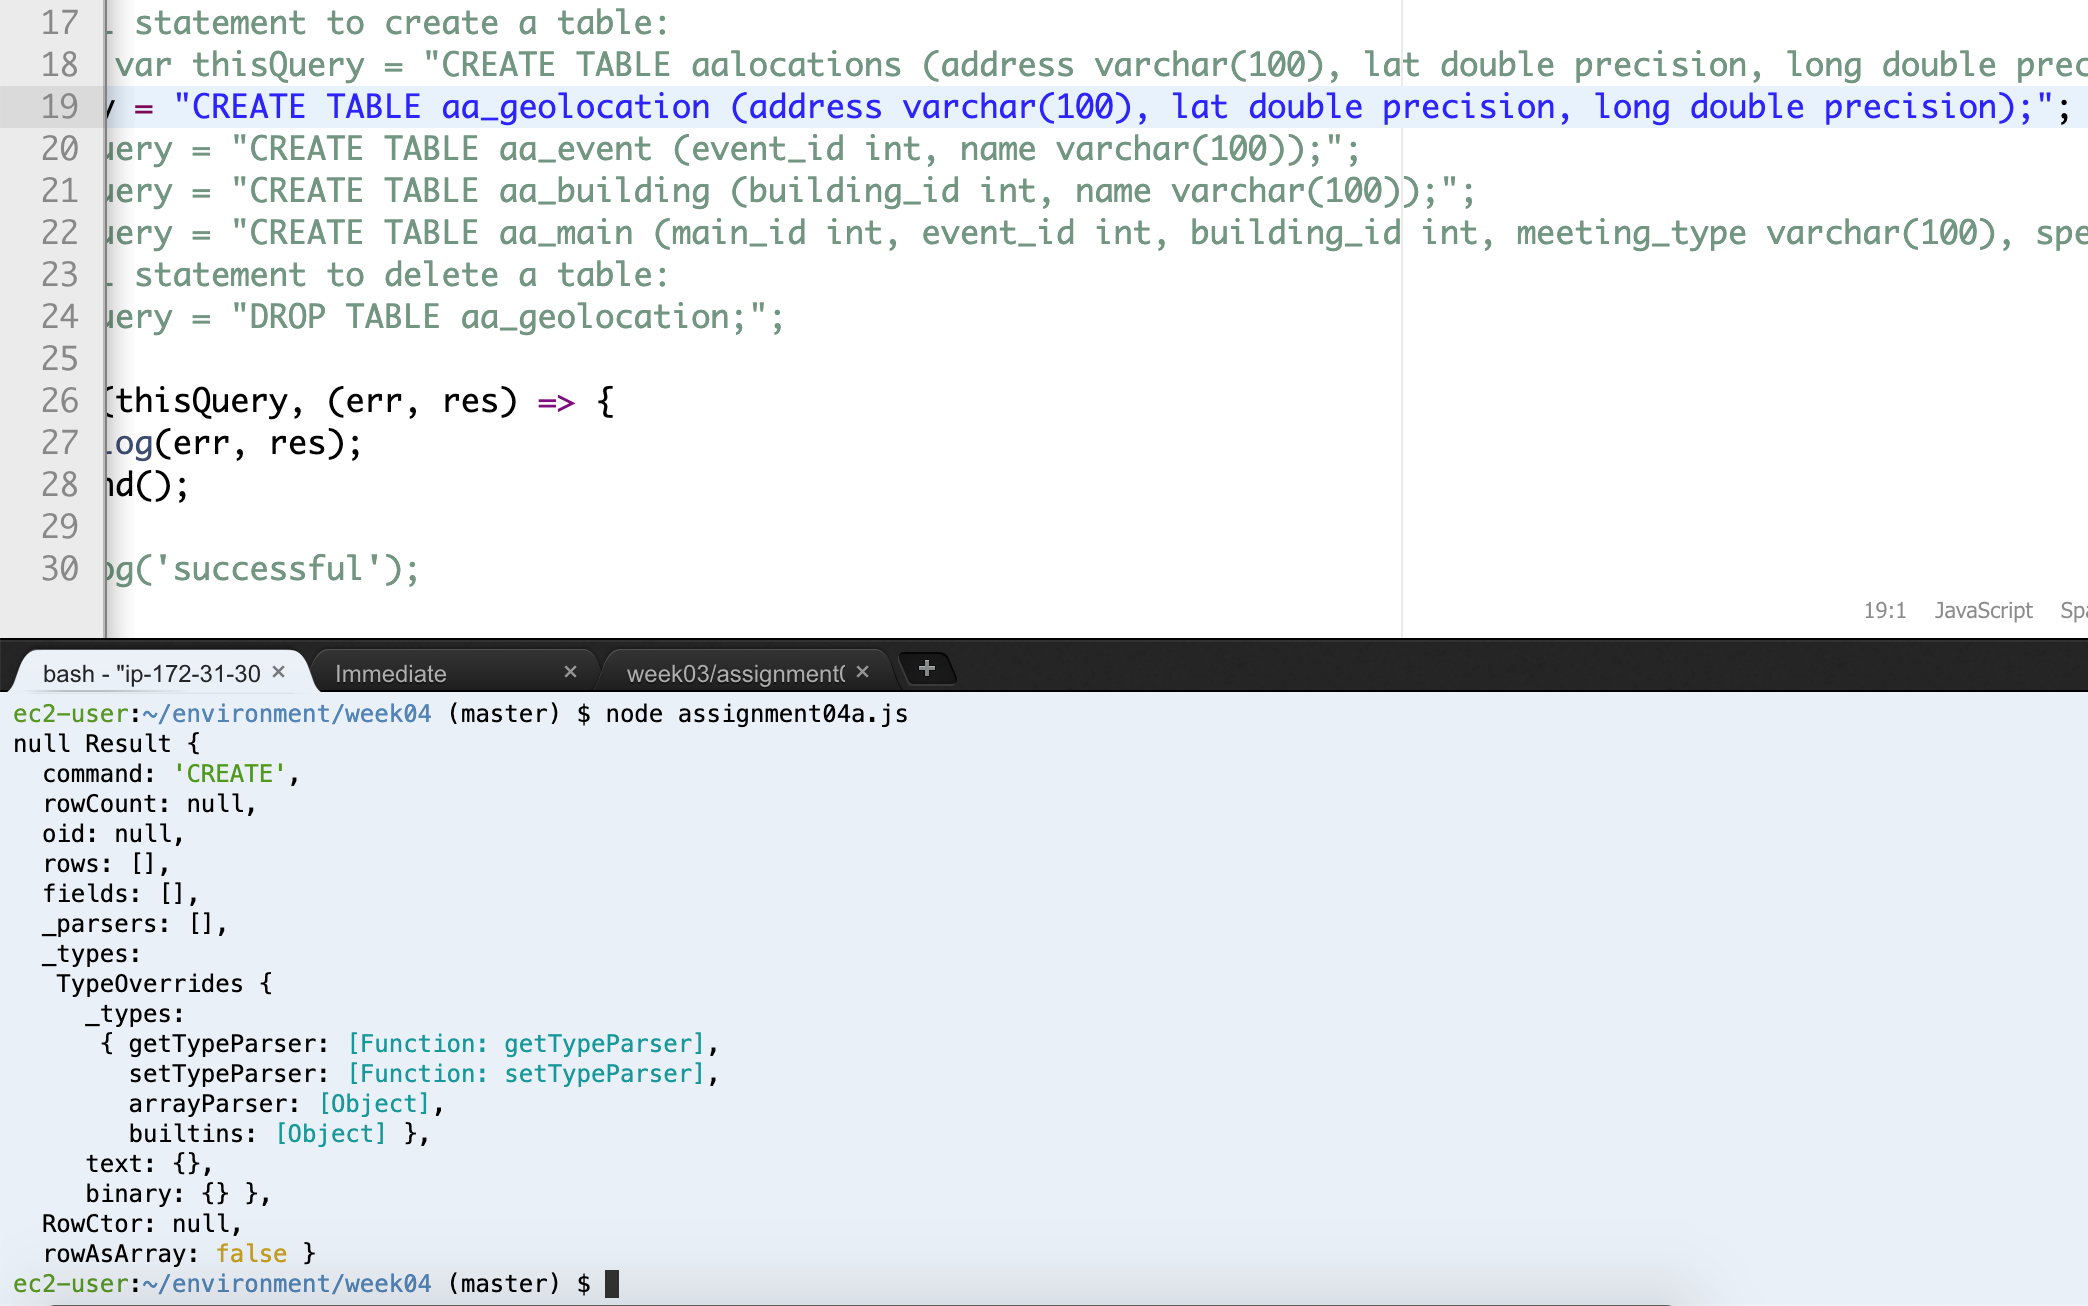 17 statement to create a table:
18 var thisQuery = "CREATE TABLE aalocations (address varchar(100), lat double precision, long double prec
19 y = "CREATE TABLE aa_geolocation (address varchar(100), lat double precision, long double precision);";
20 uery = "CREATE TABLE aa_event (event_id int, name varchar(100));";
21 uery = "CREATE TABLE aa_building (building_id int, name varchar(100));";
22 uery = "CREATE TABLE aa_main (main_id int, event_id int, building_id int, meeting_type varchar(100), spe
23 statement to delete a table:
24 uery = "DROP TABLE aa_geolocation;";
25
26 (thisQuery, (err, res) => {
27 log(err, res);
28 nd();
29
30 og('successful');
19:1 JavaScript Spa
bash - "ip-172-31-30 × Immediate × week03/assignment0 × +
ec2-user:~/environment/week04 (master) $ node assignment04a.js
null Result {
  command: 'CREATE',
  rowCount: null,
  oid: null,
  rows: [],
  fields: [],
  _parsers: [],
  _types:
   TypeOverrides {
     _types:
      { getTypeParser: [Function: getTypeParser],
        setTypeParser: [Function: setTypeParser],
        arrayParser: [Object],
        builtins: [Object] },
     text: {},
     binary: {} },
  RowCtor: null,
  rowAsArray: false }
ec2-user:~/environment/week04 (master) $